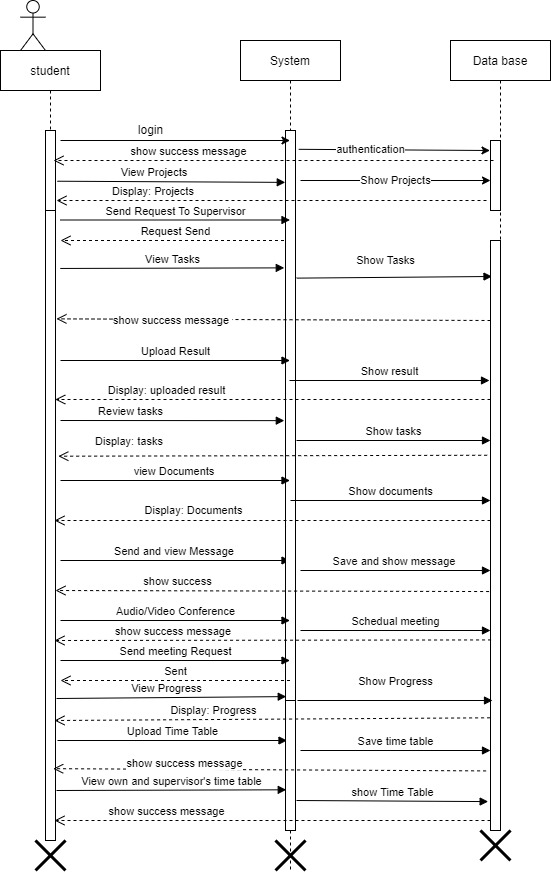 student
System
Data base
login
authentication
show success message
View Projects
Show Projects
Display: Projects
Send Request To Supervisor
Request Send
View Tasks
Show Tasks
show success message
Upload Result
Show result
Display: uploaded result
Review tasks
Show tasks
Display: tasks
view Documents
Show documents
Display: Documents
Send and view Message
Save and show message
show success
Audio/Video Conference
Schedual meeting
show success message
Send meeting Request
Sent
Show Progress
View Progress
Display: Progress
Upload Time Table
Save time table
show success message
View own and supervisor's time table
show Time Table
show success message